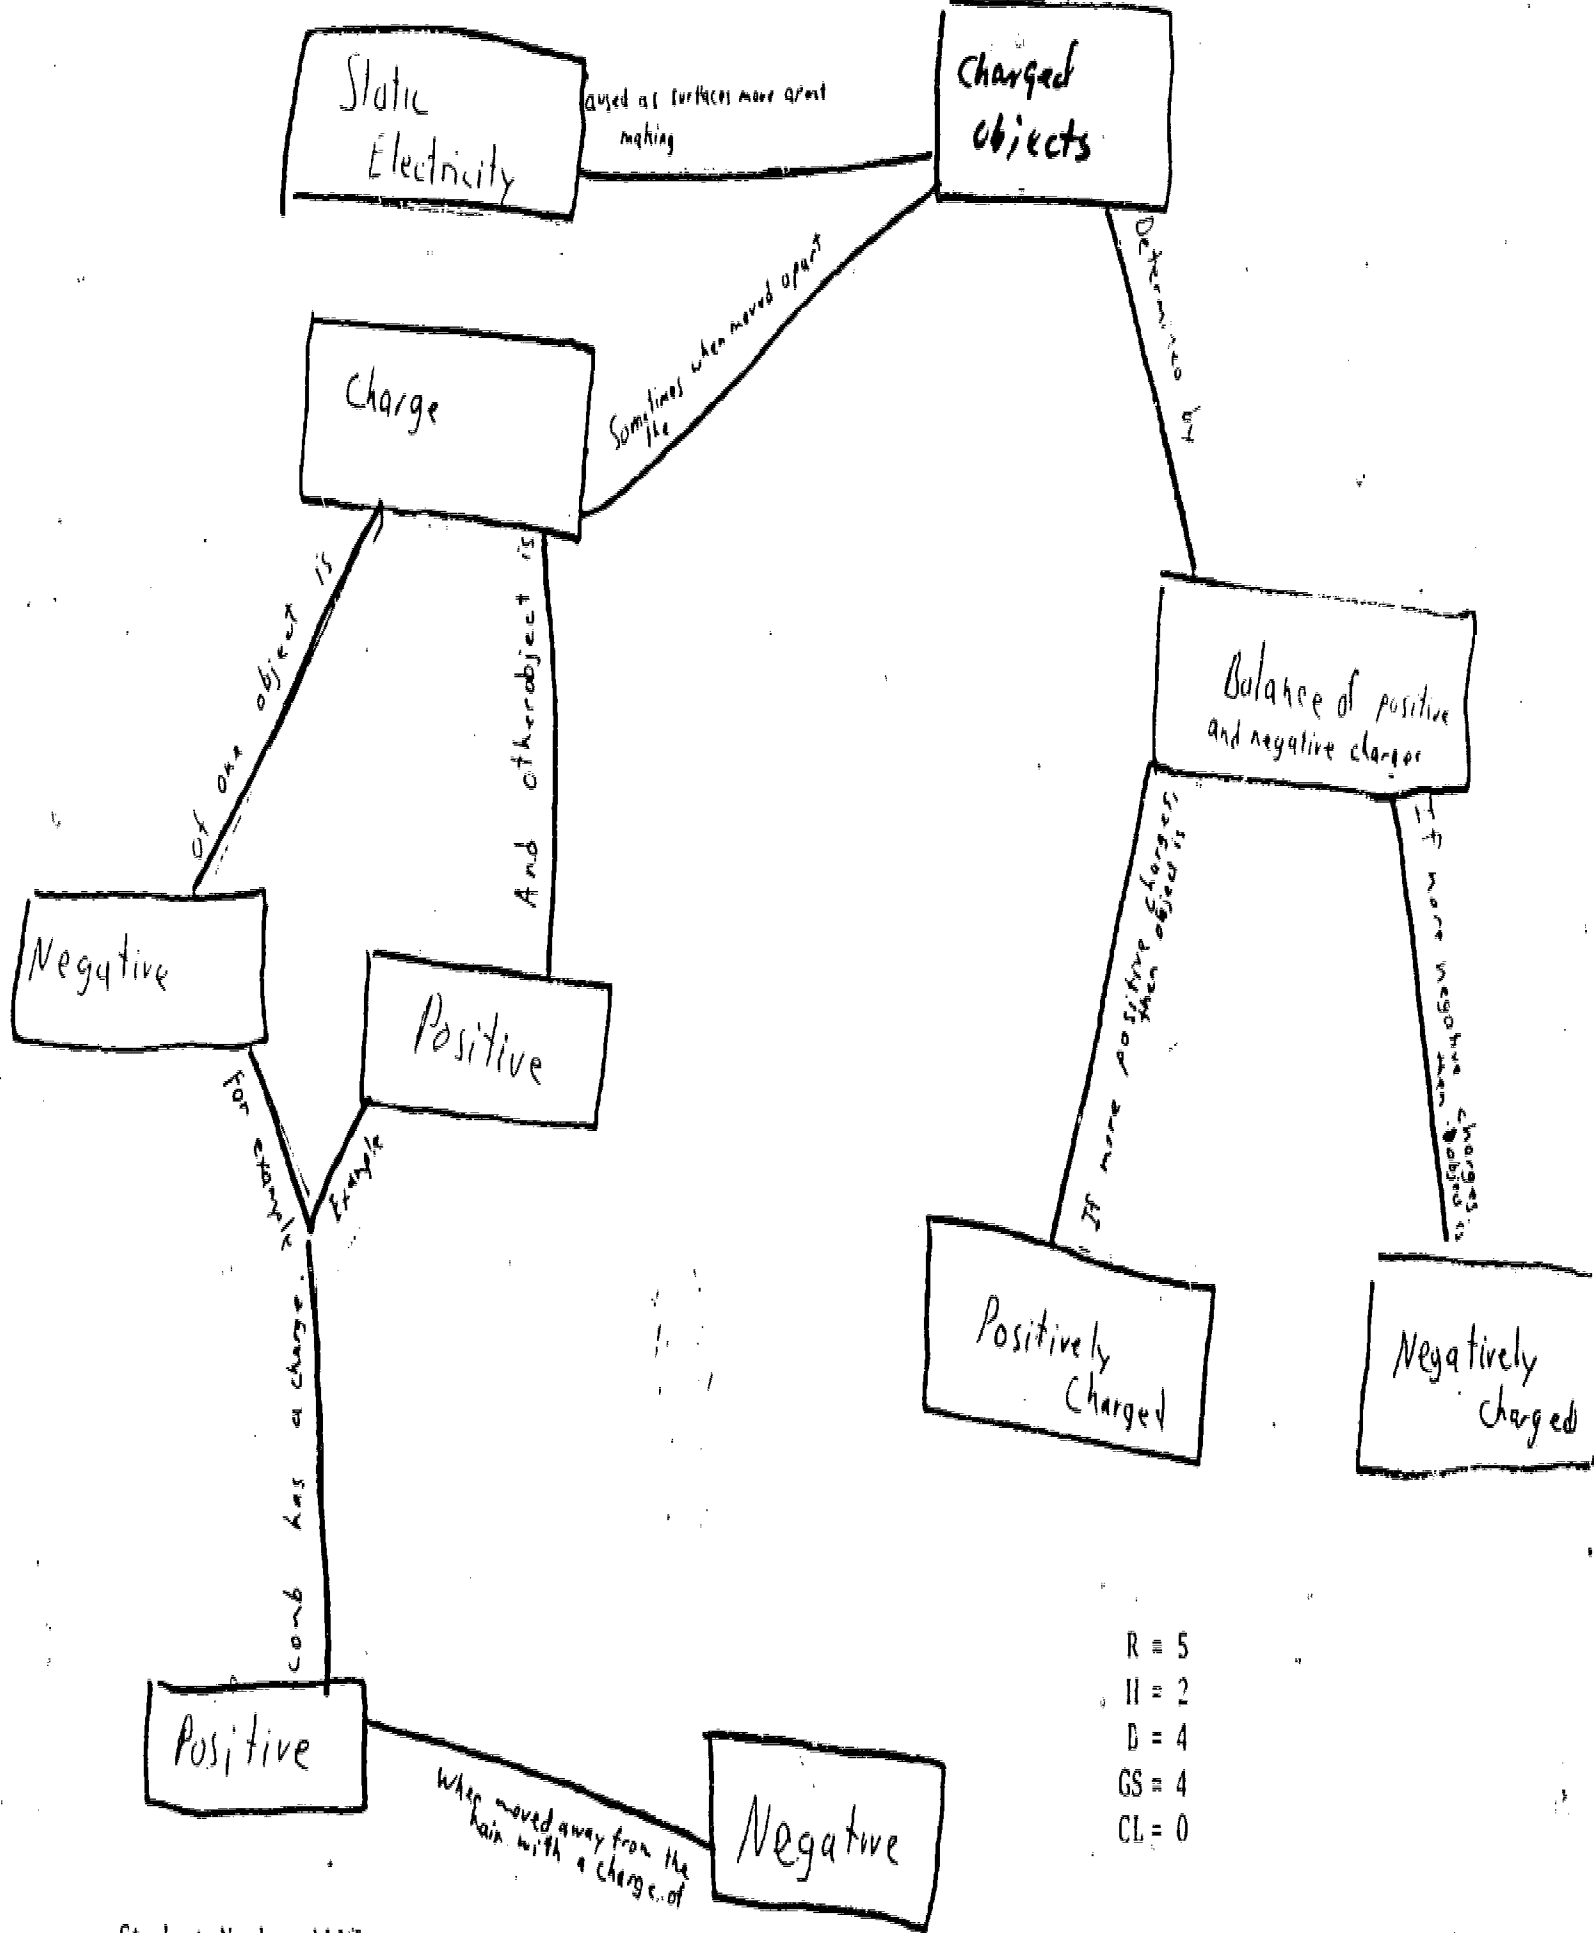 Static
Electricity
aused as surfaces move apart
making
Charged
objects
Sometimes when moved apart
the
Charge
of one object is
And other object is
Balance of positive
and negative charges
If more positive charges,
then object is
If more negative charges
then object is
Negative
Positive
For example
Example
Positively
Charged
Negatively
Charged
comb has a charge.
Positive
When moved away from the
hair with a charge of
Negative
R = 5
H = 2
B = 4
GS = 4
CL = 0